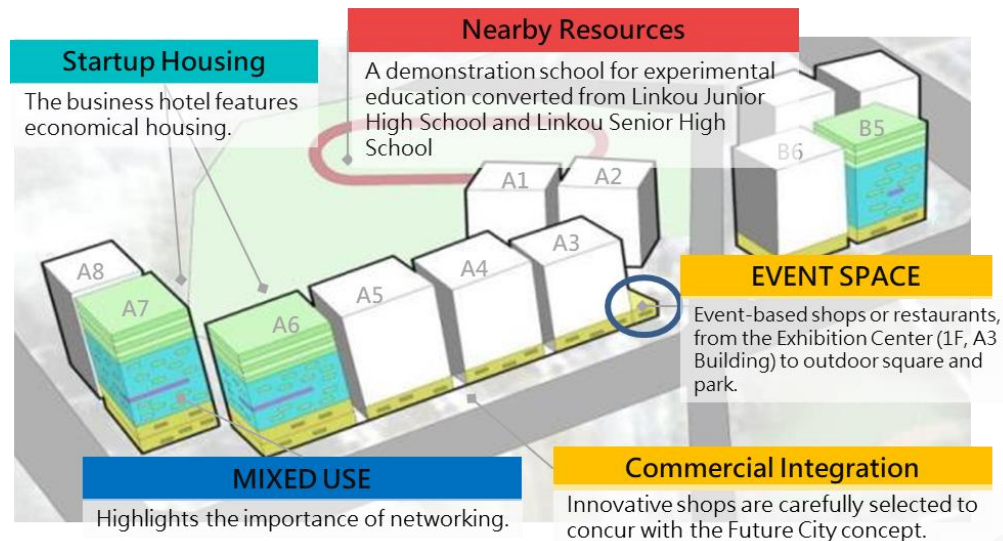 Nearby Resources
A demonstration school for experimental
education converted from Linkou Junior
High School and Linkou Senior High
School
Startup Housing
The business hotel features
economical housing.
B5
B6
A1
A2
A3
A4
A5
A6
A7
A8
EVENT SPACE
Event-based shops or restaurants,
from the Exhibition Center (1F, A3
Building) to outdoor square and
park.
MIXED USE
Highlights the importance of networking.
Commercial Integration
Innovative shops are carefully selected to
concur with the Future City concept.